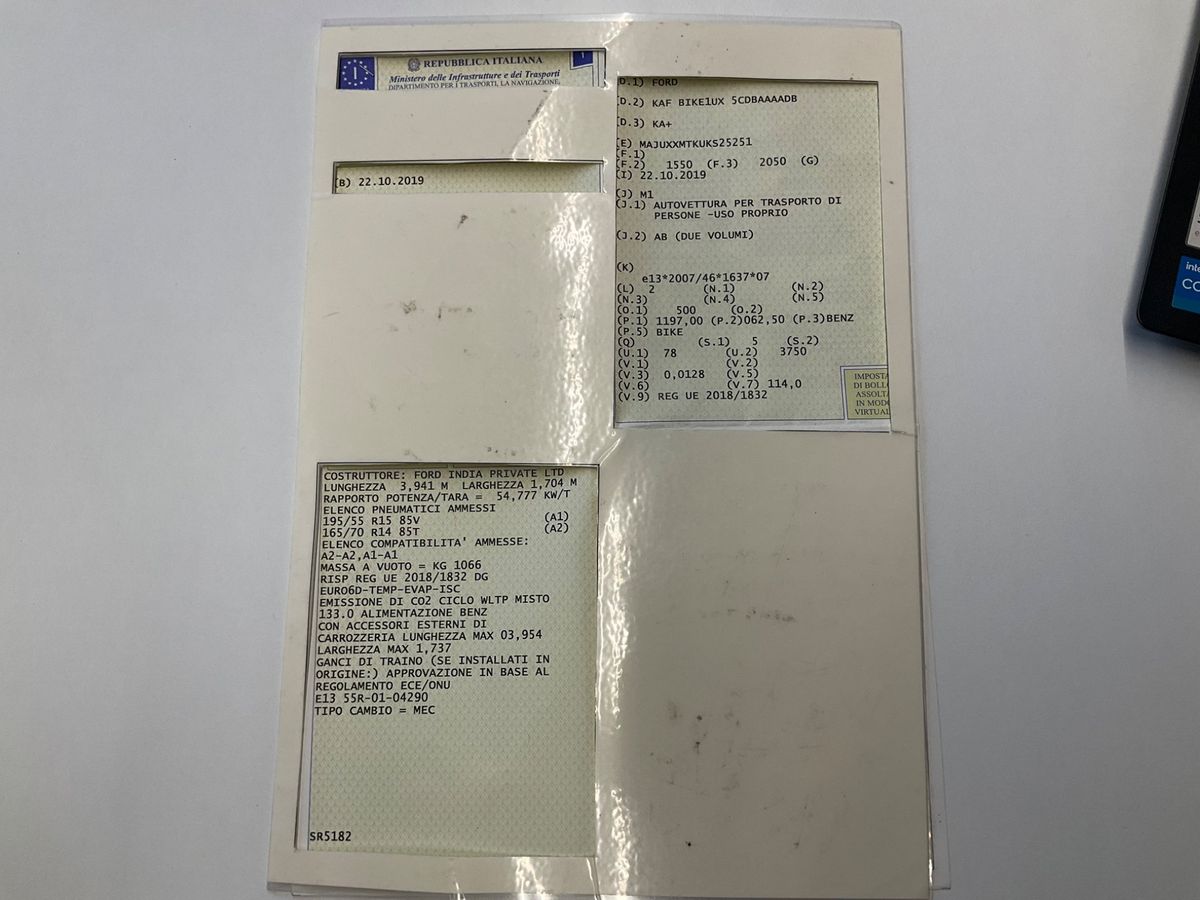 REPUBBLICA ITALIANA
Ministero delle Infrastrutture e dei Trasporti
DIPARTIMENTO PER I TRASPORTI, LA NAVIGAZIONE,
I
(B) 22.10.2019
(D.1) FORD
(D.2) KAF BIKE1UX 5CDBAAAADB
(D.3) KA+
(E) MAJUXXMTKUKS25251
(F.1)
(F.2) 1550 (F.3) 2050 (G)
(I) 22.10.2019
(J) M1
(J.1) AUTOVETTURA PER TRASPORTO DI
PERSONE -USO PROPRIO
(J.2) AB (DUE VOLUMI)
(K)
e13*2007/46*1637*07
(L) 2 (N.1) (N.2)
(N.3) (N.4) (N.5)
(O.1) 500 (O.2)
(P.1) 1197,00 (P.2)062,50 (P.3)BENZ
(P.5) BIKE
(Q) (S.1) 5 (S.2)
(U.1) 78 (U.2) 3750
(V.1) (V.2)
(V.3) 0,0128 (V.5)
(V.6) (V.7) 114,0
(V.9) REG UE 2018/1832
IMPOSTA
DI BOLLO
ASSOLTA
IN MODO
VIRTUAL
COSTRUTTORE: FORD INDIA PRIVATE LTD
LUNGHEZZA 3,941 M LARGHEZZA 1,704 M
RAPPORTO POTENZA/TARA = 54,777 KW/T
ELENCO PNEUMATICI AMMESSI
195/55 R15 85V (A1)
165/70 R14 85T (A2)
ELENCO COMPATIBILITA' AMMESSE:
A2-A2,A1-A1
MASSA A VUOTO = KG 1066
RISP REG UE 2018/1832 DG
EURO6D-TEMP-EVAP-ISC
EMISSIONE DI CO2 CICLO WLTP MISTO
133.0 ALIMENTAZIONE BENZ
CON ACCESSORI ESTERNI DI
CARROZZERIA LUNGHEZZA MAX 03,954
LARGHEZZA MAX 1,737
GANCI DI TRAINO (SE INSTALLATI IN
ORIGINE:) APPROVAZIONE IN BASE AL
REGOLAMENTO ECE/ONU
E13 55R-01-04290
TIPO CAMBIO = MEC
SR5182
inte
CO